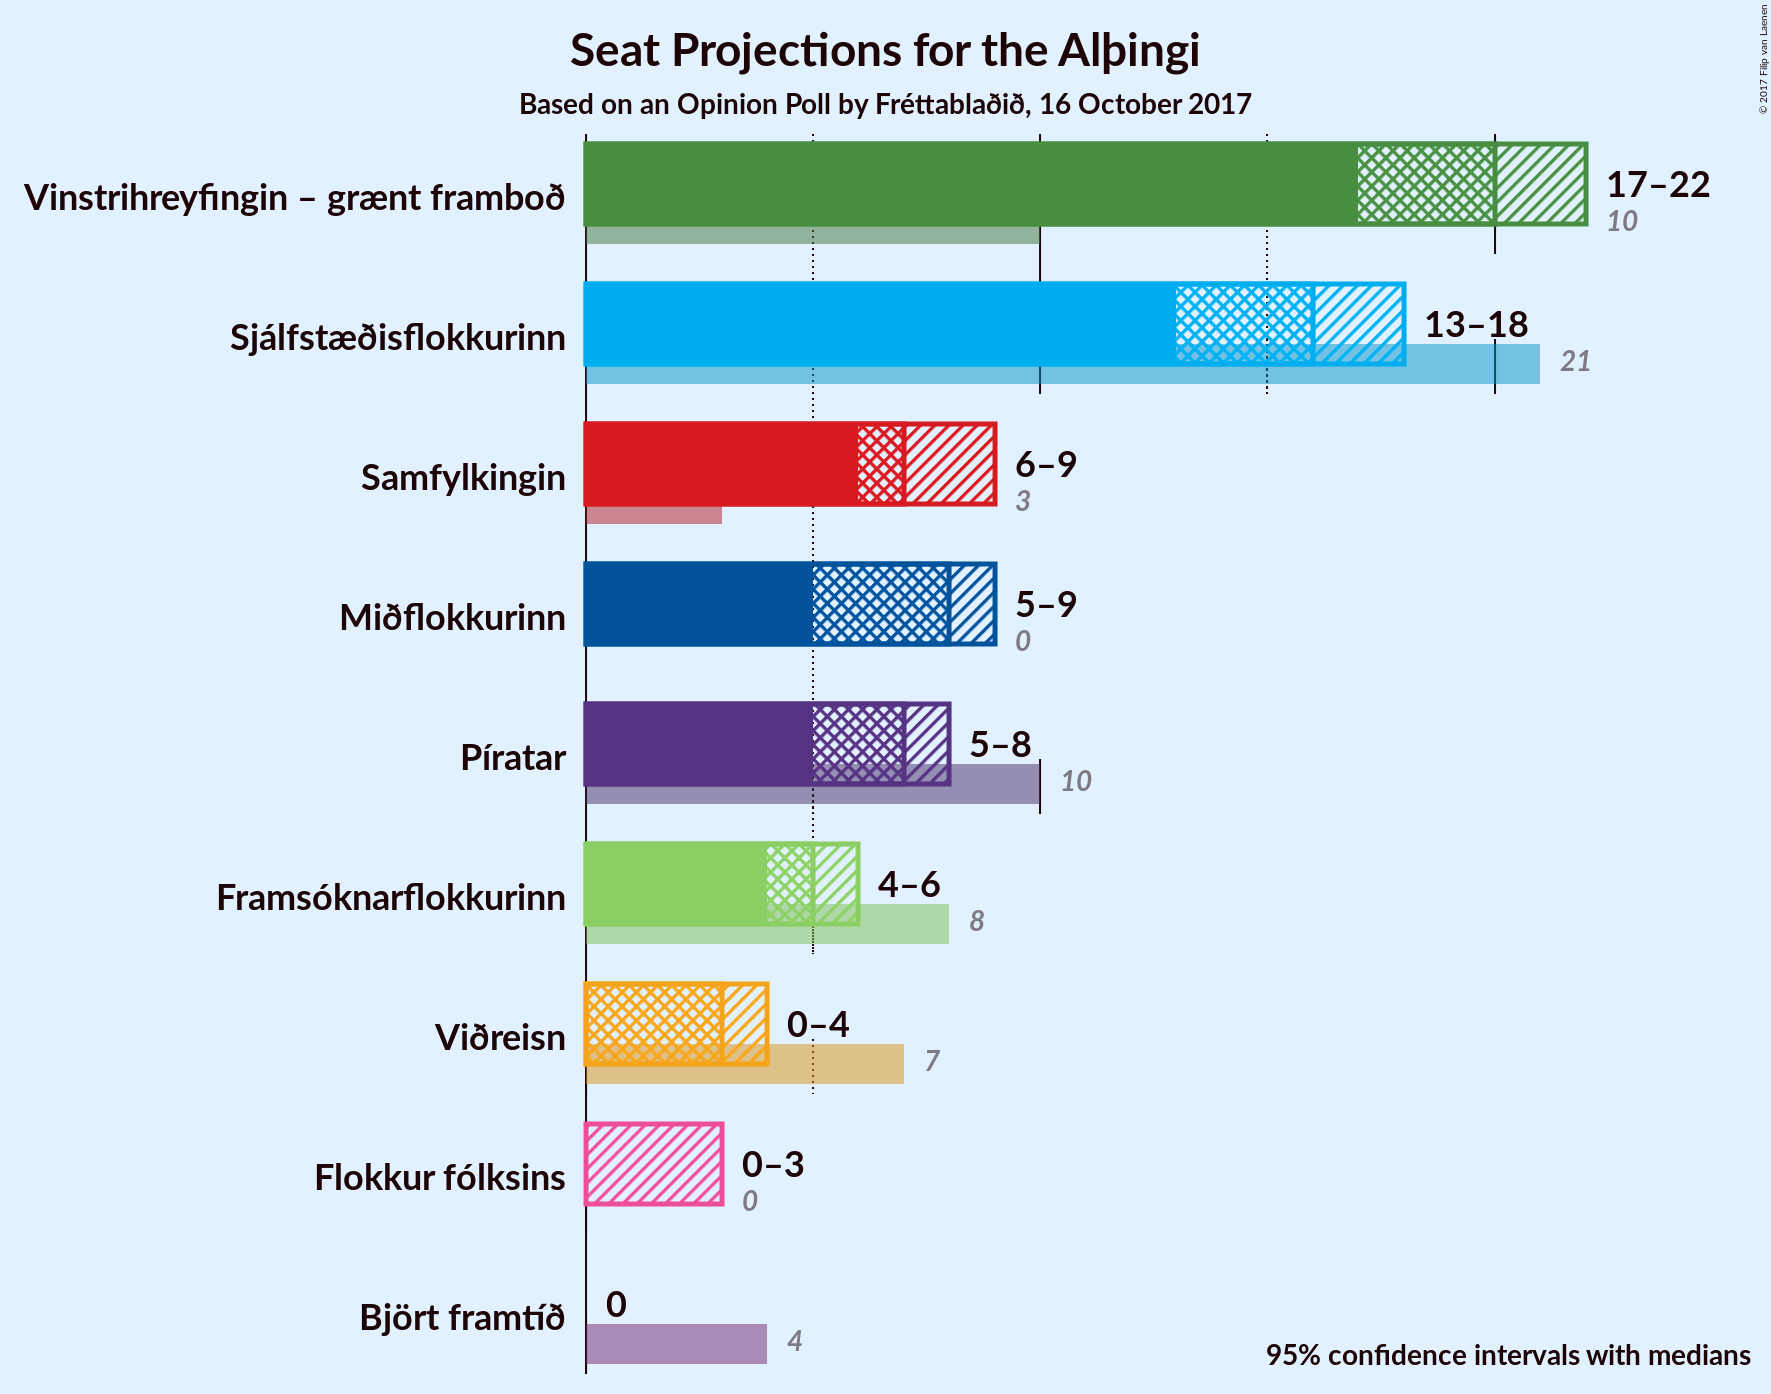 Seat Projections for the Alþingi
Based on an Opinion Poll by Fréttablaðið, 16 October 2017
© 2017 Filip van Laenen
Vinstrihreyfingin – grænt framboð
17–22
10
Sjálfstæðisflokkurinn
13–18
21
Samfylkingin
6–9
3
Miðflokkurinn
5–9
0
Píratar
5–8
10
Framsóknarflokkurinn
4–6
8
Viðreisn
0–4
7
Flokkur fólksins
0–3
0
Björt framtíð
0
4
95% confidence intervals with medians